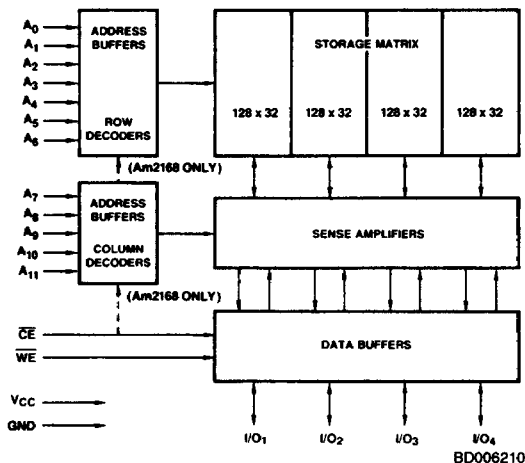 A0
A1
A2
A3
A4
A5
A6
ADDRESS
BUFFERS
ROW
DECODERS
STORAGE MATRIX
128 x 32
128 x 32
128 x 32
128 x 32
(Am2168 ONLY)
A7
A8
A9
A10
A11
ADDRESS
BUFFERS
COLUMN
DECODERS
SENSE AMPLIFIERS
(Am2168 ONLY)
CE
WE
DATA BUFFERS
VCC
GND
I/O1
I/O2
I/O3
I/O4
BD006210